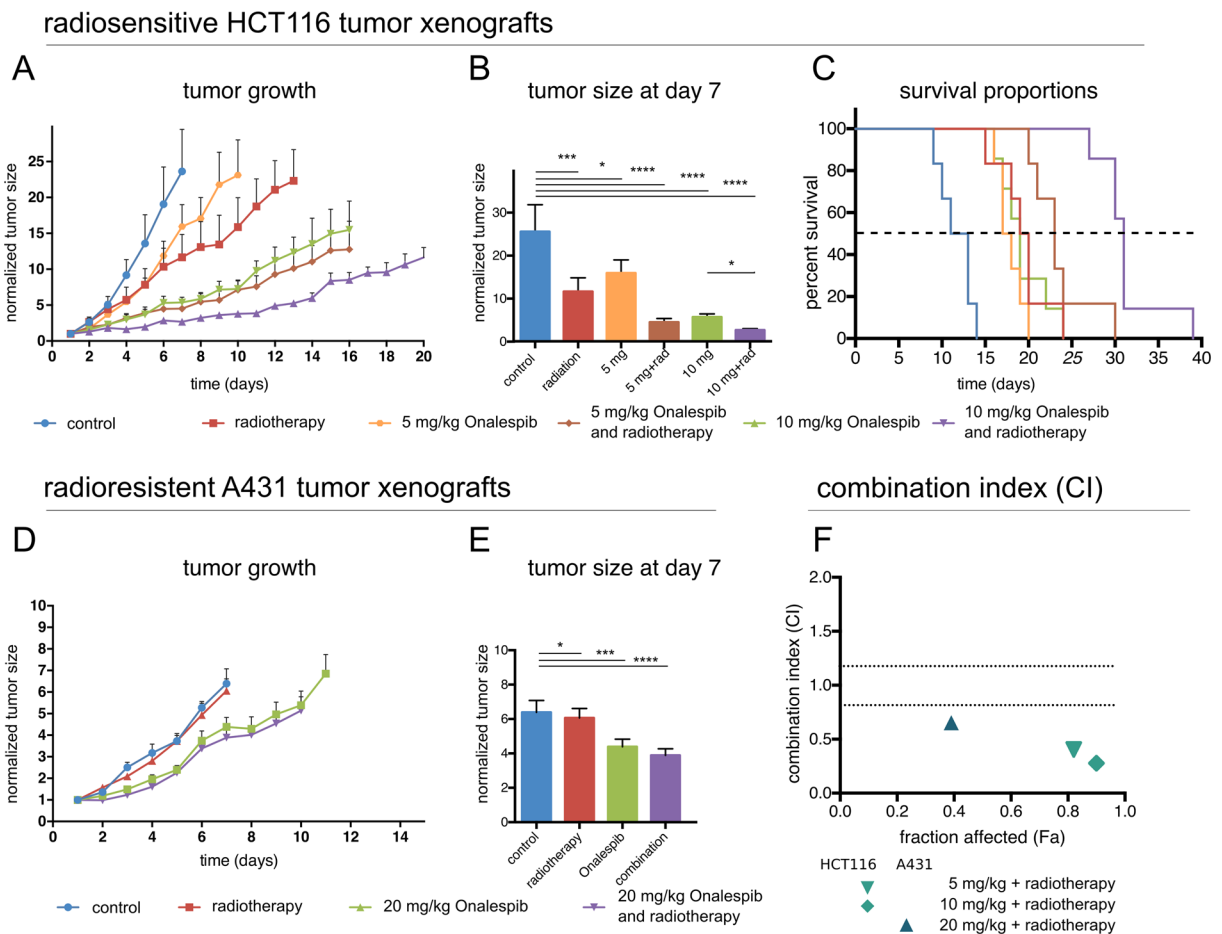 radiosensitive HCT116 tumor xenografts
A
tumor growth
normalized tumor size
25
20
15
10
5
0
0 2 4 6 8 10 12 14 16 18 20
time (days)
B
tumor size at day 7
normalized tumor size
30
20
10
0
***
*
****
****
****
*
control
radiation
5 mg
5 mg+rad
10 mg
10 mg+rad
C
survival proportions
percent survival
100
80
60
40
20
0
0 5 10 15 20 25 30 35 40
time (days)
control
radiotherapy
5 mg/kg Onalespib
5 mg/kg Onalespib
and radiotherapy
10 mg/kg Onalespib
10 mg/kg Onalespib
and radiotherapy
radioresistent A431 tumor xenografts
D
tumor growth
normalized tumor size
10
9
8
7
6
5
4
3
2
1
0
0 2 4 6 8 10 12 14
time (days)
E
tumor size at day 7
normalized tumor size
10
8
6
4
2
0
*
***
****
control
radiotherapy
Onalespib
combination
control
radiotherapy
20 mg/kg Onalespib
20 mg/kg Onalespib
and radiotherapy
combination index (CI)
F
combination index (CI)
2.0
1.5
1.0
0.5
0.0
0.0 0.2 0.4 0.6 0.8 1.0
fraction affected (Fa)
HCT116 A431
5 mg/kg + radiotherapy
10 mg/kg + radiotherapy
20 mg/kg + radiotherapy